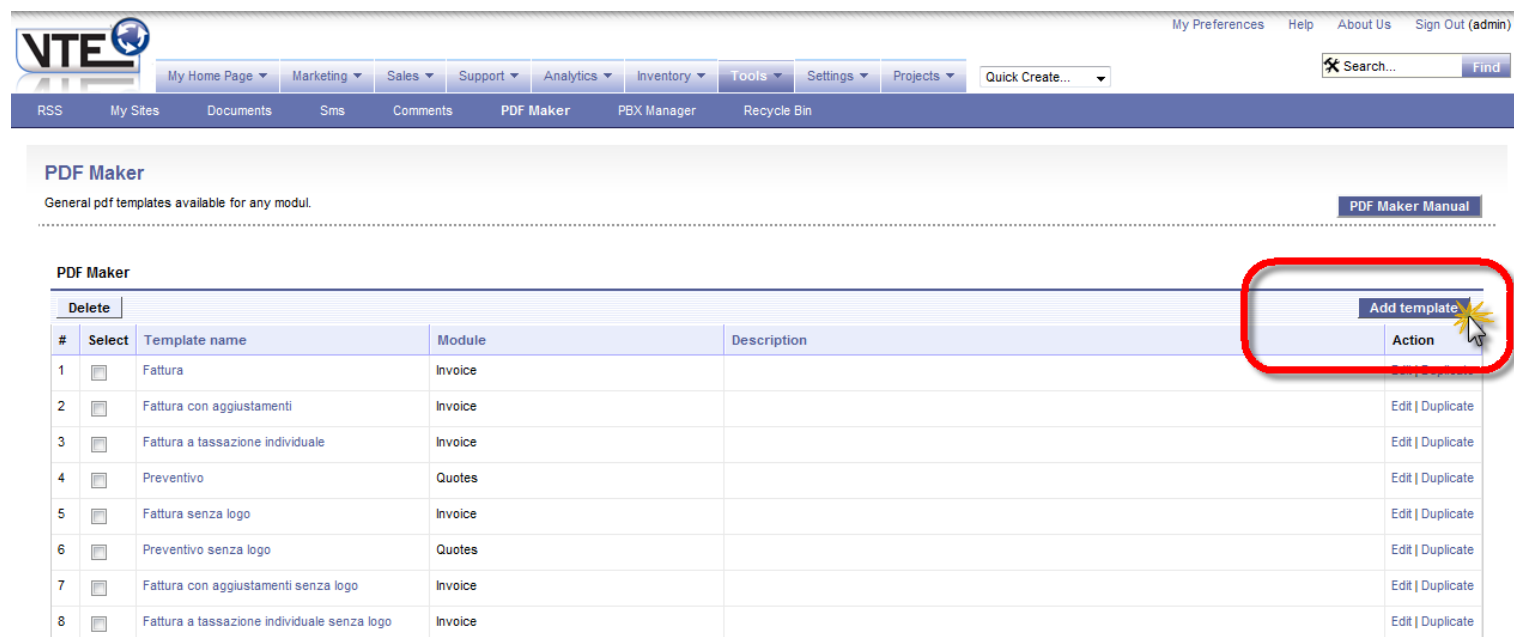 My Preferences Help About Us Sign Out (admin)
VTE
My Home Page Marketing Sales Support Analytics Inventory Tools Settings Projects Quick Create... Search... Find
RSS My Sites Documents Sms Comments PDF Maker PBX Manager Recycle Bin
PDF Maker
General pdf templates available for any modul.
PDF Maker Manual
PDF Maker
Delete Add template
# Select Template name Module Description Action
1 Fattura Invoice Edit | Duplicate
2 Fattura con aggiustamenti Invoice Edit | Duplicate
3 Fattura a tassazione individuale Invoice Edit | Duplicate
4 Preventivo Quotes Edit | Duplicate
5 Fattura senza logo Invoice Edit | Duplicate
6 Preventivo senza logo Quotes Edit | Duplicate
7 Fattura con aggiustamenti senza logo Invoice Edit | Duplicate
8 Fattura a tassazione individuale senza logo Invoice Edit | Duplicate